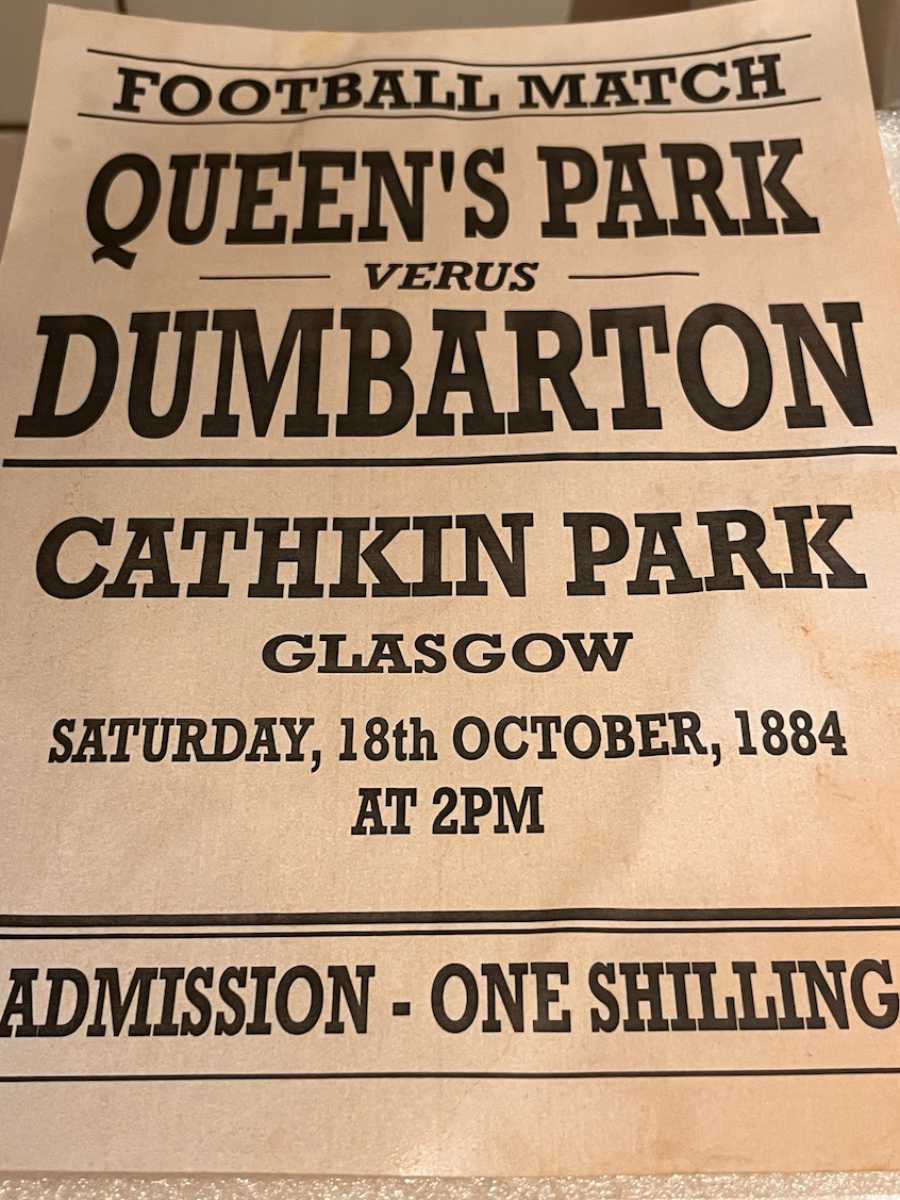 FOOTBALL MATCH
QUEEN'S PARK
VERUS
DUMBARTON
CATHKIN PARK
GLASGOW
SATURDAY, 18th OCTOBER, 1884
AT 2PM
ADMISSION - ONE SHILLING